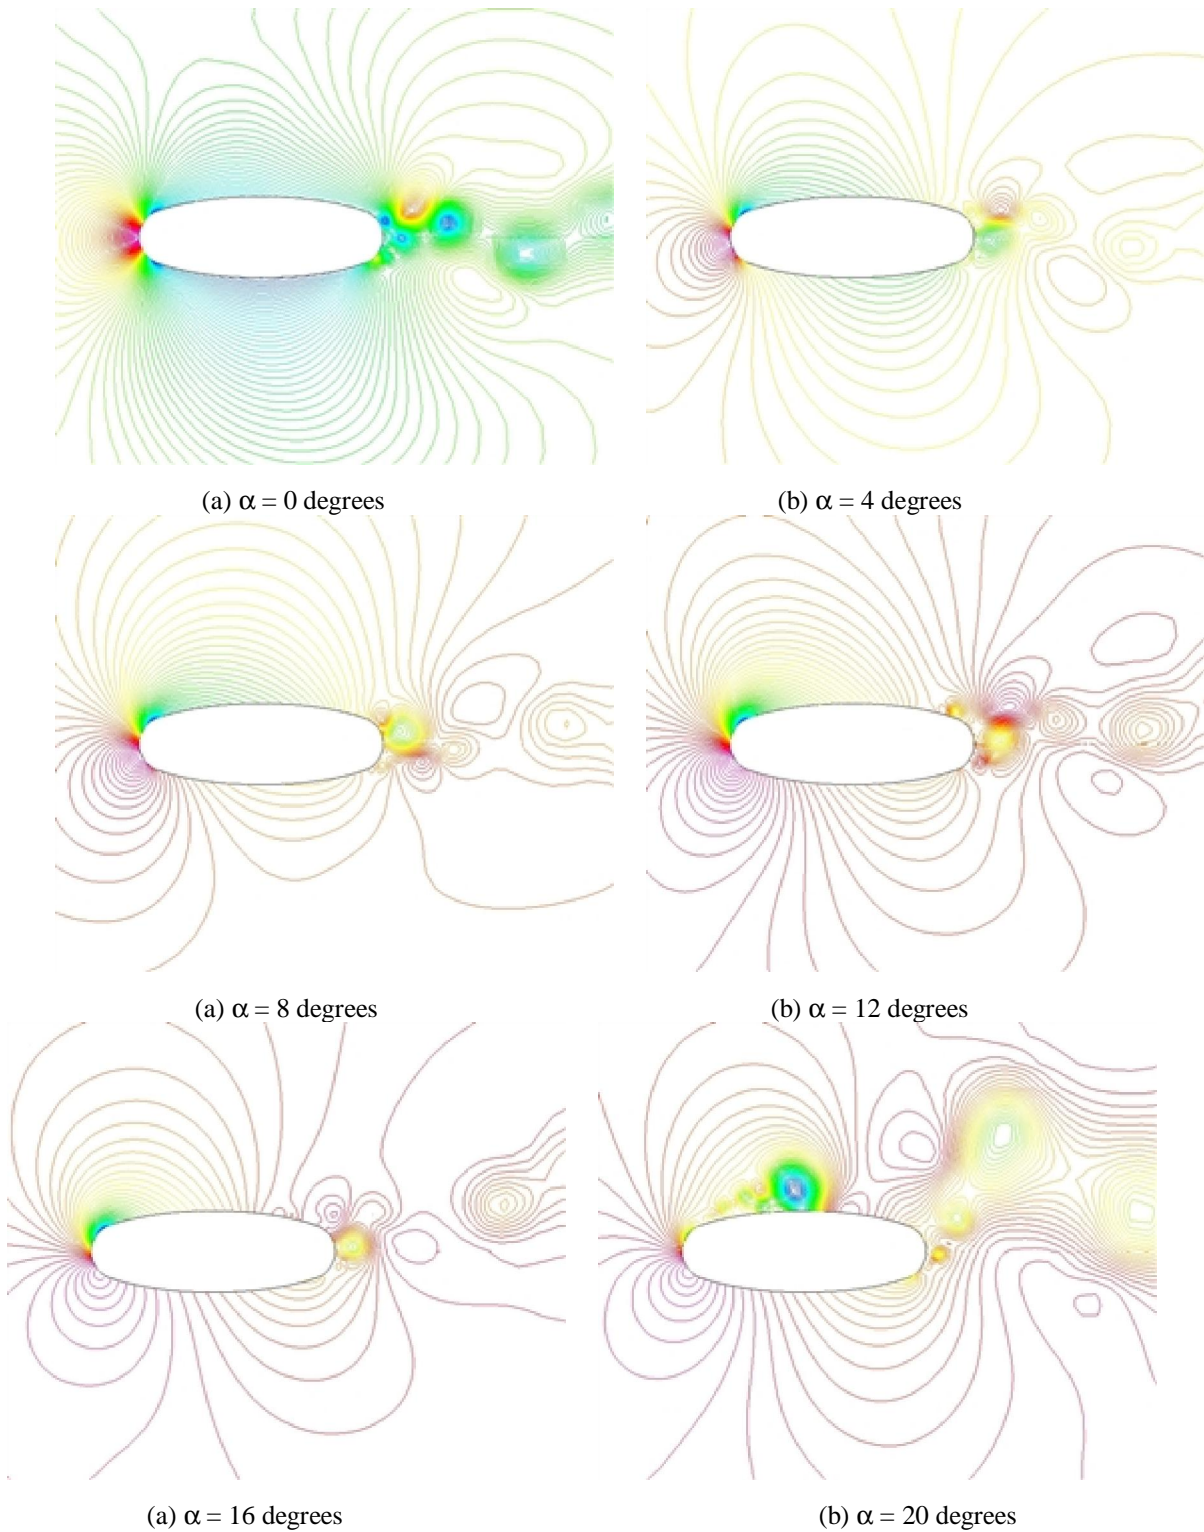 (a) α = 0 degrees
(b) α = 4 degrees
(a) α = 8 degrees
(b) α = 12 degrees
(a) α = 16 degrees
(b) α = 20 degrees